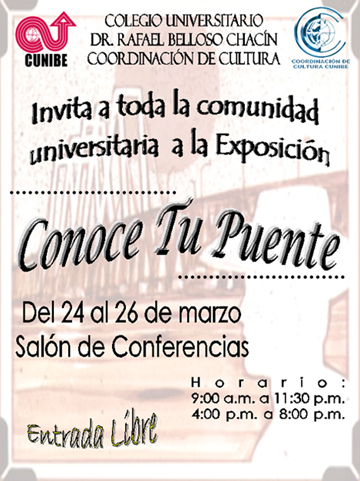 COLEGIO UNIVERSITARIO
DR. RAFAEL BELLOSO CHACÍN
COORDINACIÓN DE CULTURA
CUNIBE
COORDINACIÓN DE
CULTURA CUNIBE
Invita a toda la comunidad
universitaria a la Exposición
Conoce Tu Puente
Del 24 al 26 de marzo
Salón de Conferencias
Horario:
9:00 a.m. a 11:30 p.m.
4:00 p.m. a 8:00 p.m.
Entrada Libre